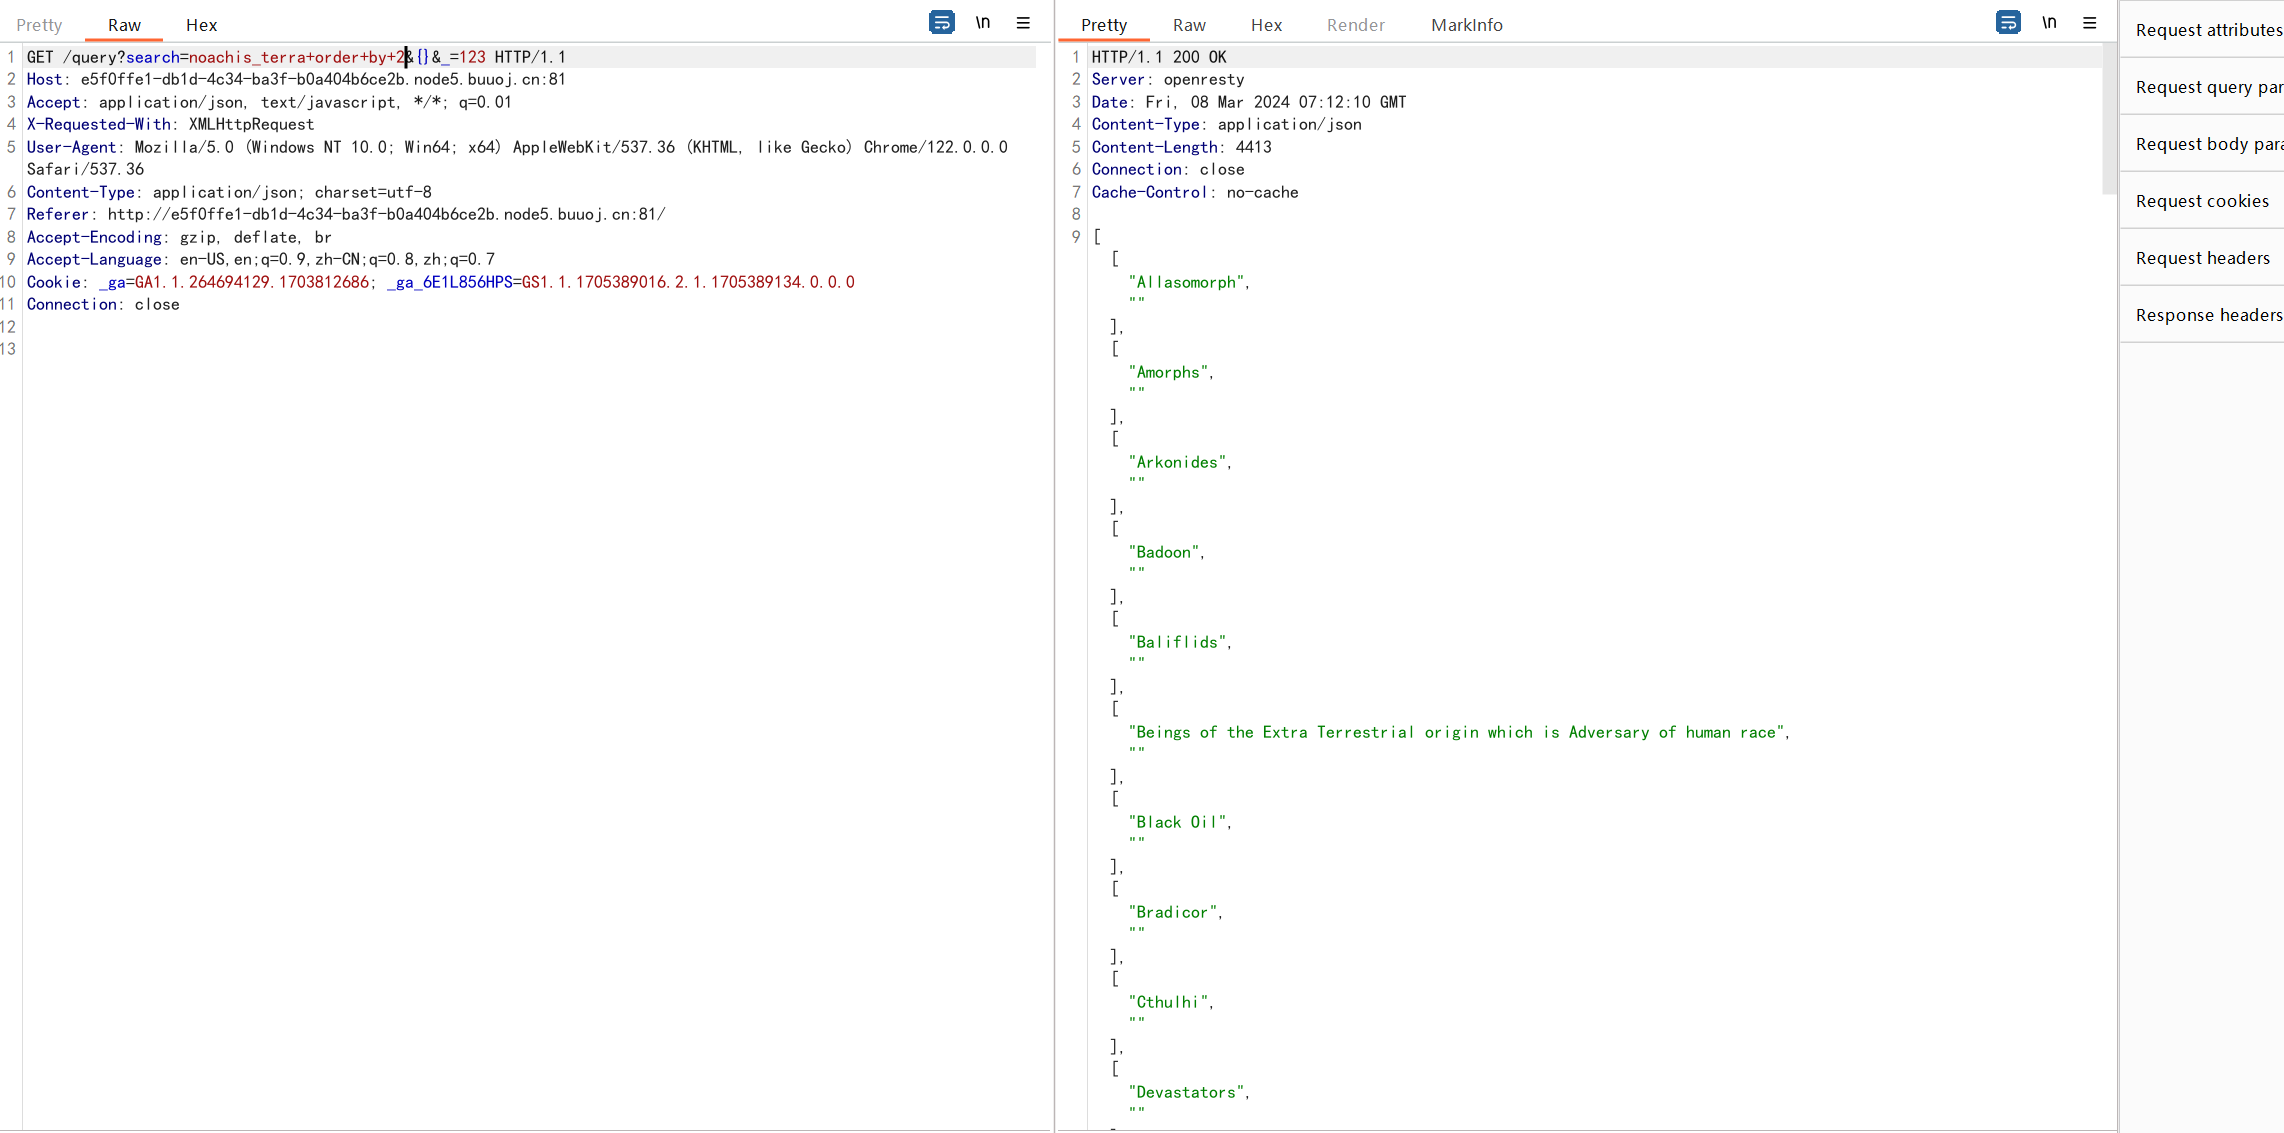 Pretty Raw Hex \n
1 GET /query?search=noachis_terra+order+by+2&{}&_=123 HTTP/1.1
2 Host: e5f0ffe1-db1d-4c34-ba3f-b0a404b6ce2b.node5.buuoj.cn:81
3 Accept: application/json, text/javascript, */*; q=0.01
4 X-Requested-With: XMLHttpRequest
5 User-Agent: Mozilla/5.0 (Windows NT 10.0; Win64; x64) AppleWebKit/537.36 (KHTML, like Gecko) Chrome/122.0.0.0
Safari/537.36
6 Content-Type: application/json; charset=utf-8
7 Referer: http://e5f0ffe1-db1d-4c34-ba3f-b0a404b6ce2b.node5.buuoj.cn:81/
8 Accept-Encoding: gzip, deflate, br
9 Accept-Language: en-US,en;q=0.9,zh-CN;q=0.8,zh;q=0.7
10 Cookie: _ga=GA1.1.264694129.1703812686; _ga_6E1L856HPS=GS1.1.1705389016.2.1.1705389134.0.0.0
11 Connection: close
12
13
Pretty Raw Hex Render MarkInfo \n
1 HTTP/1.1 200 OK
2 Server: openresty
3 Date: Fri, 08 Mar 2024 07:12:10 GMT
4 Content-Type: application/json
5 Content-Length: 4413
6 Connection: close
7 Cache-Control: no-cache
8
9 [
[
"Allasomorph",
""
],
[
"Amorphs",
""
],
[
"Arkonides",
""
],
[
"Badoon",
""
],
[
"Baliflids",
""
],
[
"Beings of the Extra Terrestrial origin which is Adversary of human race",
""
],
[
"Black Oil",
""
],
[
"Bradicor",
""
],
[
"Cthulhi",
""
],
[
"Devastators",
""
Request attributes
Request query par
Request body para
Request cookies
Request headers
Response headers